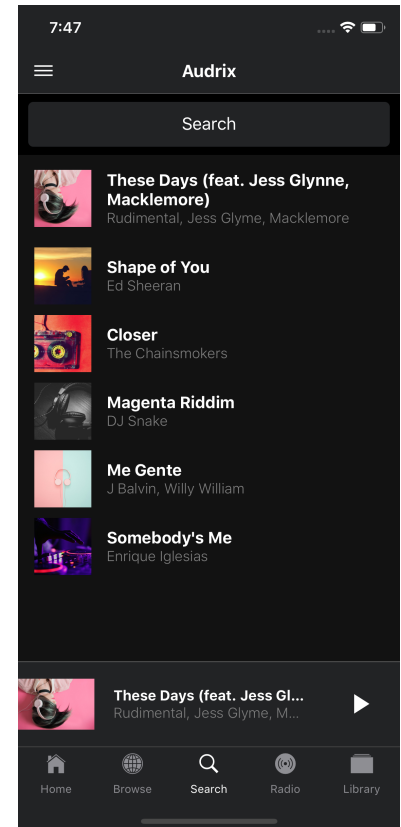 7:47
Audrix
Search
These Days (feat. Jess Glynne,
Macklemore)
Rudimental, Jess Glyme, Macklemore
Shape of You
Ed Sheeran
Closer
The Chainsmokers
Magenta Riddim
DJ Snake
Me Gente
J Balvin, Willy William
Somebody's Me
Enrique Iglesias
These Days (feat. Jess Gl...
Rudimental, Jess Glyme, M...
Home Browse Search Radio Library